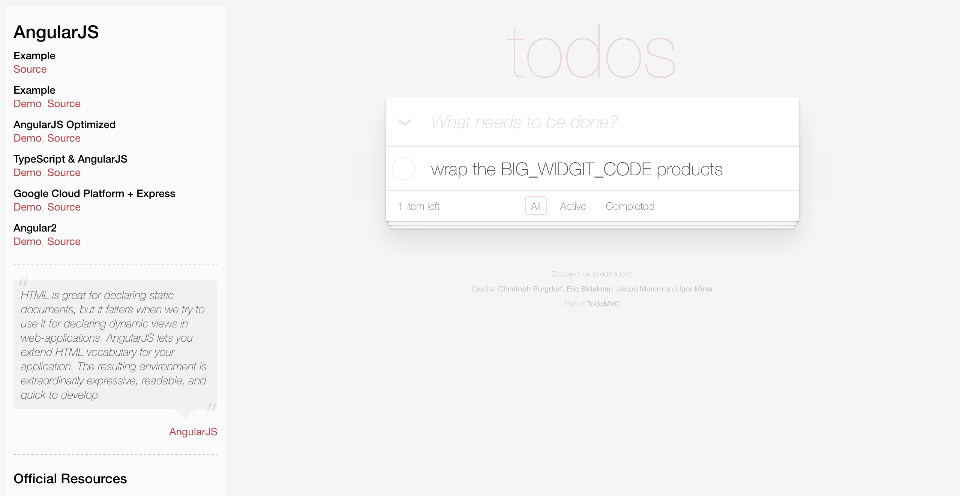 AngularJS
Example
Source
Example
Demo, Source
AngularJS Optimized
Demo, Source
TypeScript & AngularJS
Demo, Source
Google Cloud Platform + Express
Demo, Source
Angular2
Demo, Source
“
HTML is great for declaring static
documents, but it falters when we try to
use it for declaring dynamic views in
web-applications. AngularJS lets you
extend HTML vocabulary for your
application. The resulting environment is
extraordinarily expressive, readable, and
quick to develop.
”
AngularJS
Official Resources
todos
What needs to be done?
wrap the BIG_WIDGIT_CODE products
1 item left
All
Active
Completed
Double-click to edit a todo
Credits: Christoph Burgdorf, Eric Bidelman, Jacob Mumm and Igor Minar
Part of TodoMVC